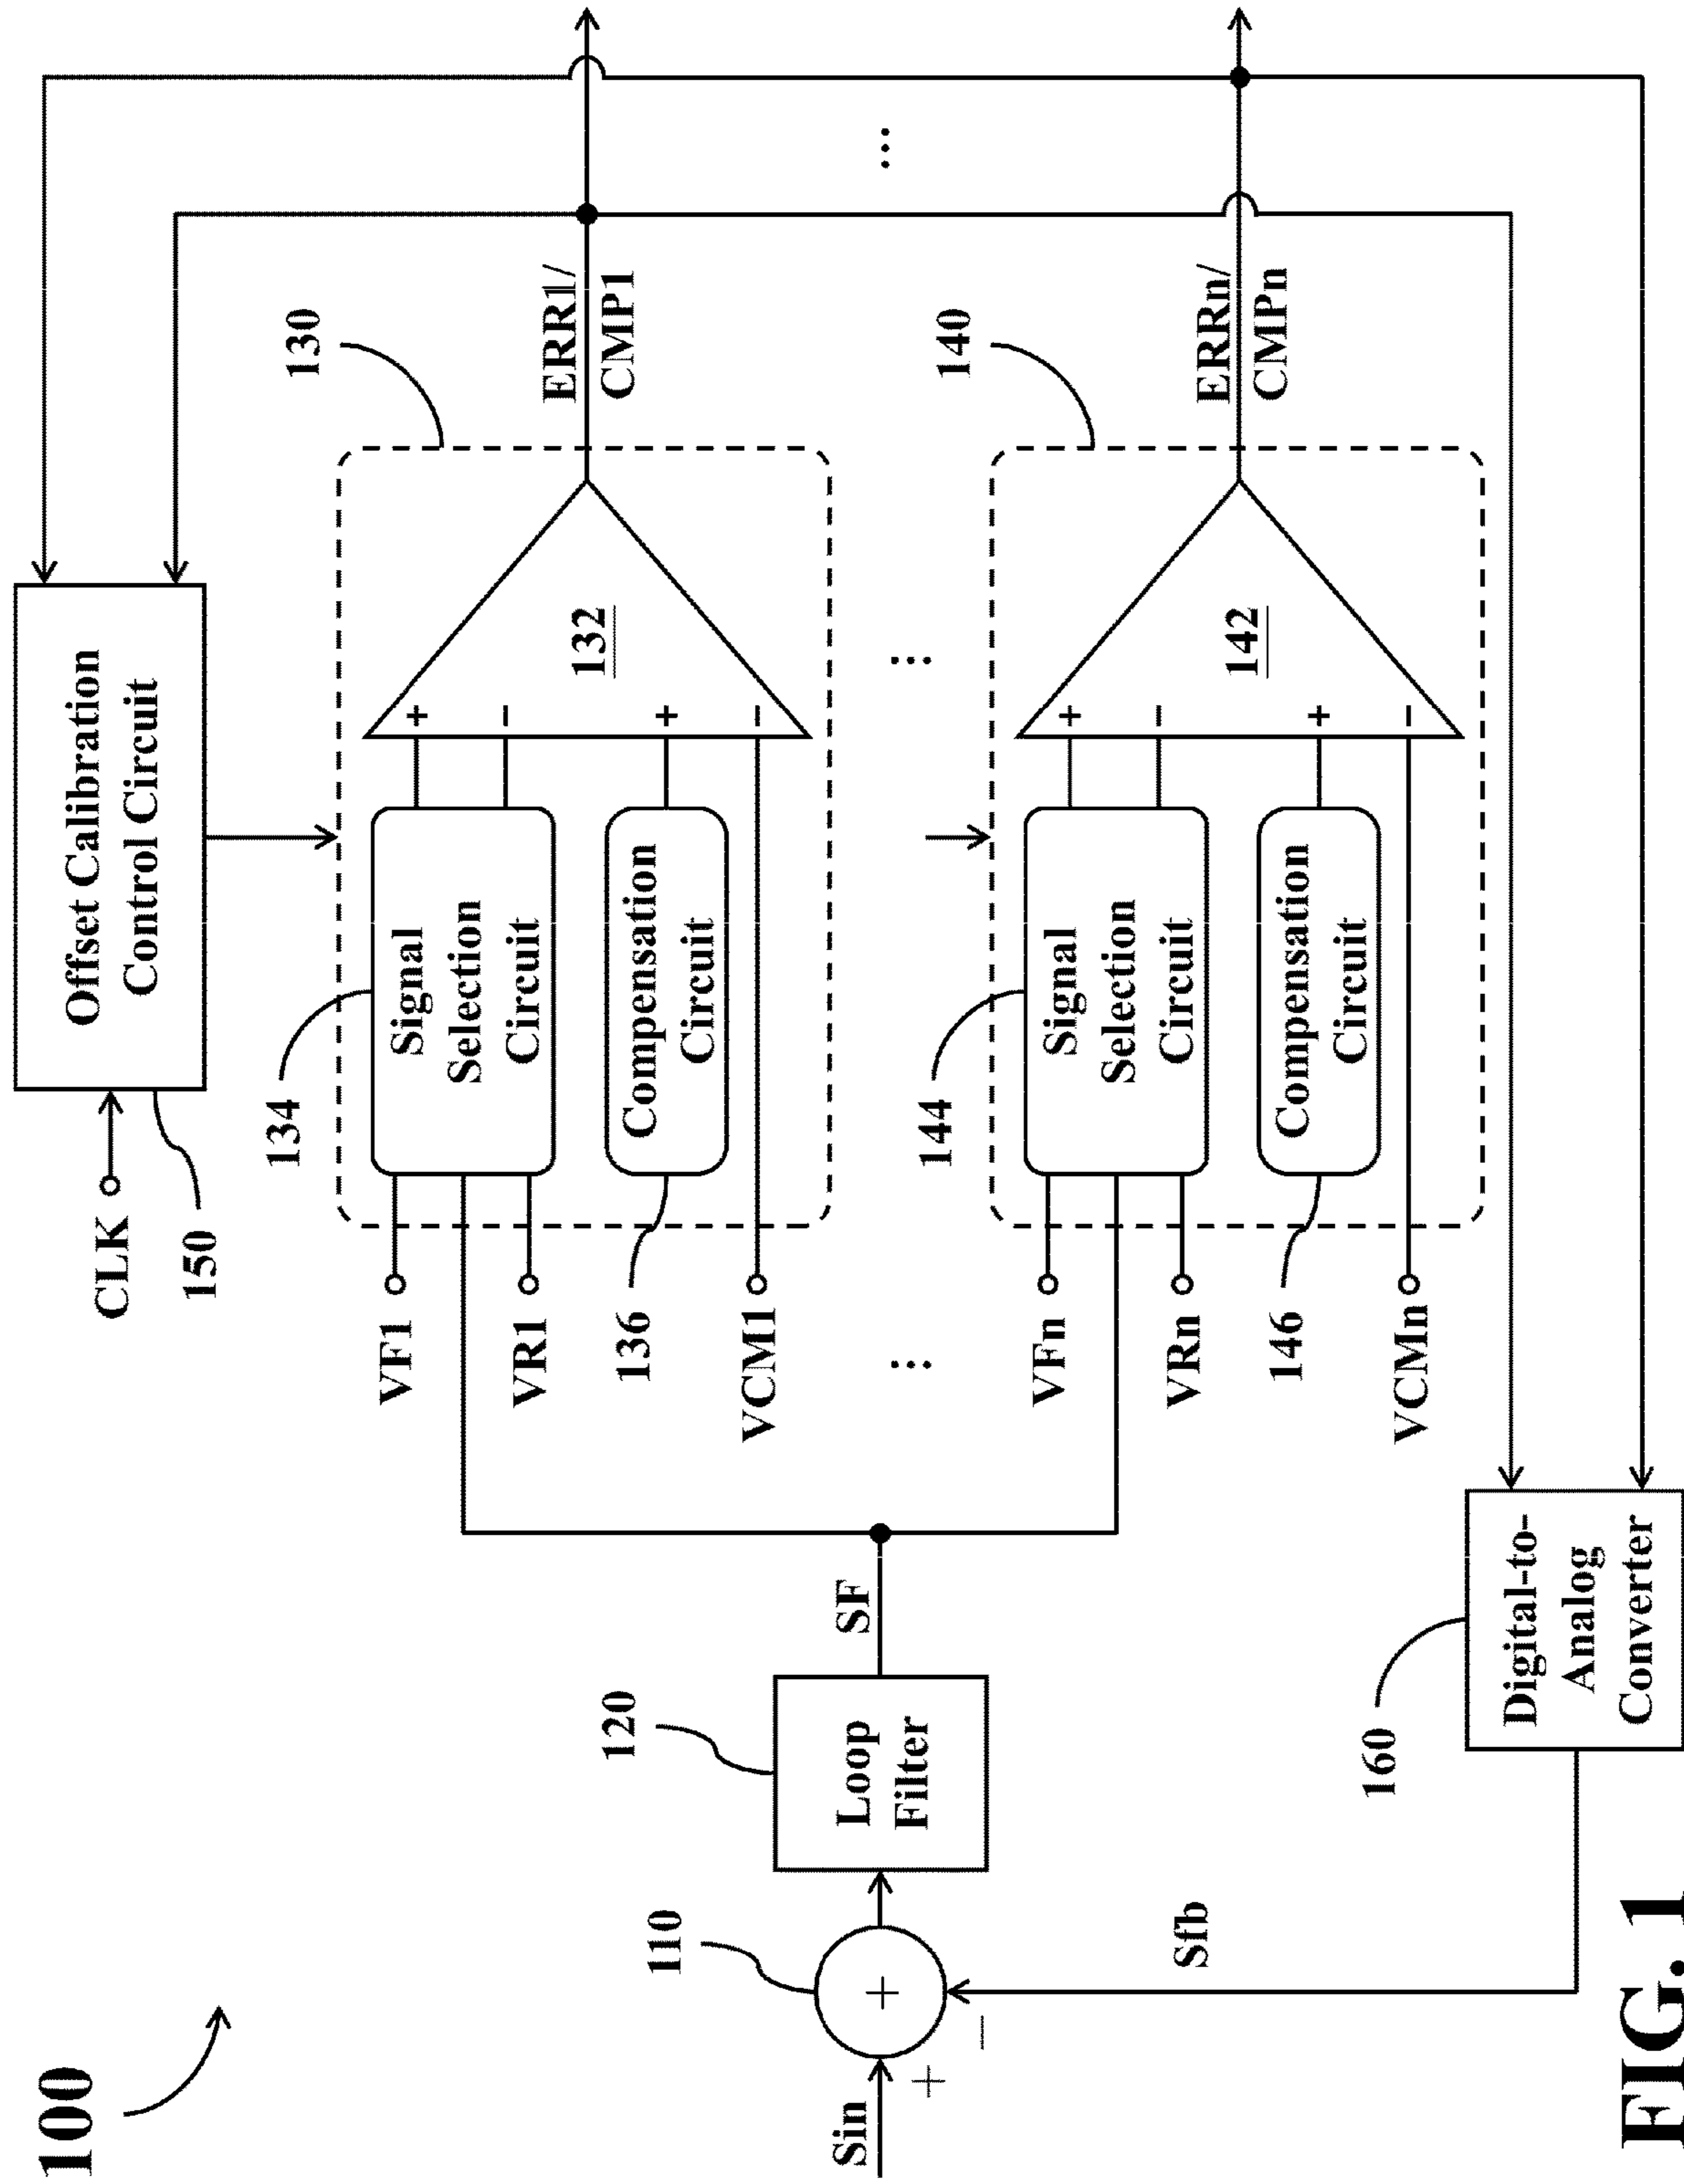 100
CLK
150
Offset Calibration
Control Circuit
134
130
VF1
VR1
Signal
Selection
Circuit
+
−
132
ERR1/
CMP1
136
Compensation
Circuit
+
−
VCM1
...
...
...
110
120
Sin
+
+
−
Loop
Filter
SF
144
140
VFn
VRn
Signal
Selection
Circuit
+
−
142
ERRn/
CMPn
146
Compensation
Circuit
+
−
VCMn
Sfb
160
Digital-to-
Analog
Converter
FIG. 1